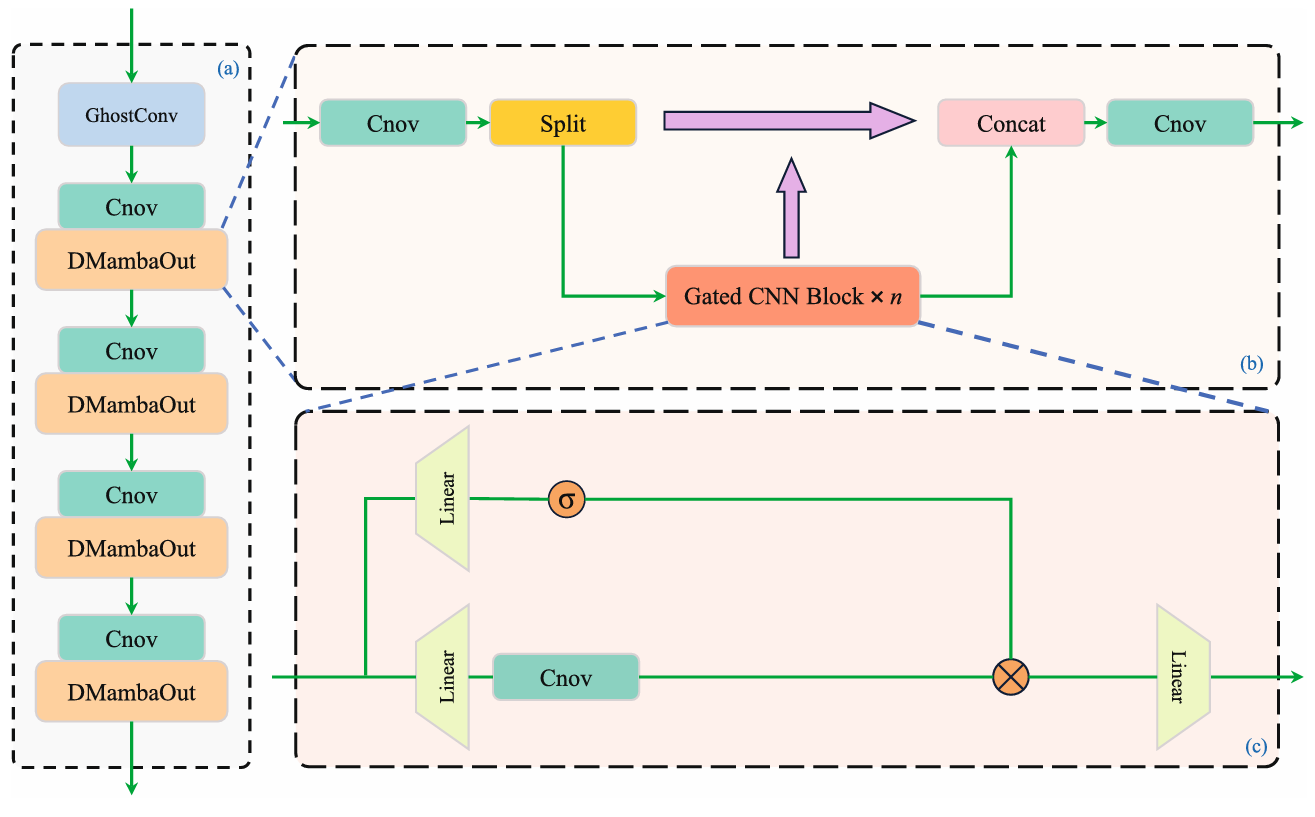 (a)
GhostConv
Cnov
DMambaOut
Cnov
DMambaOut
Cnov
DMambaOut
Cnov
DMambaOut
Cnov
Split
Concat
Cnov
Gated CNN Block × n
(b)
Linear
σ
Linear
Cnov
Linear
(c)